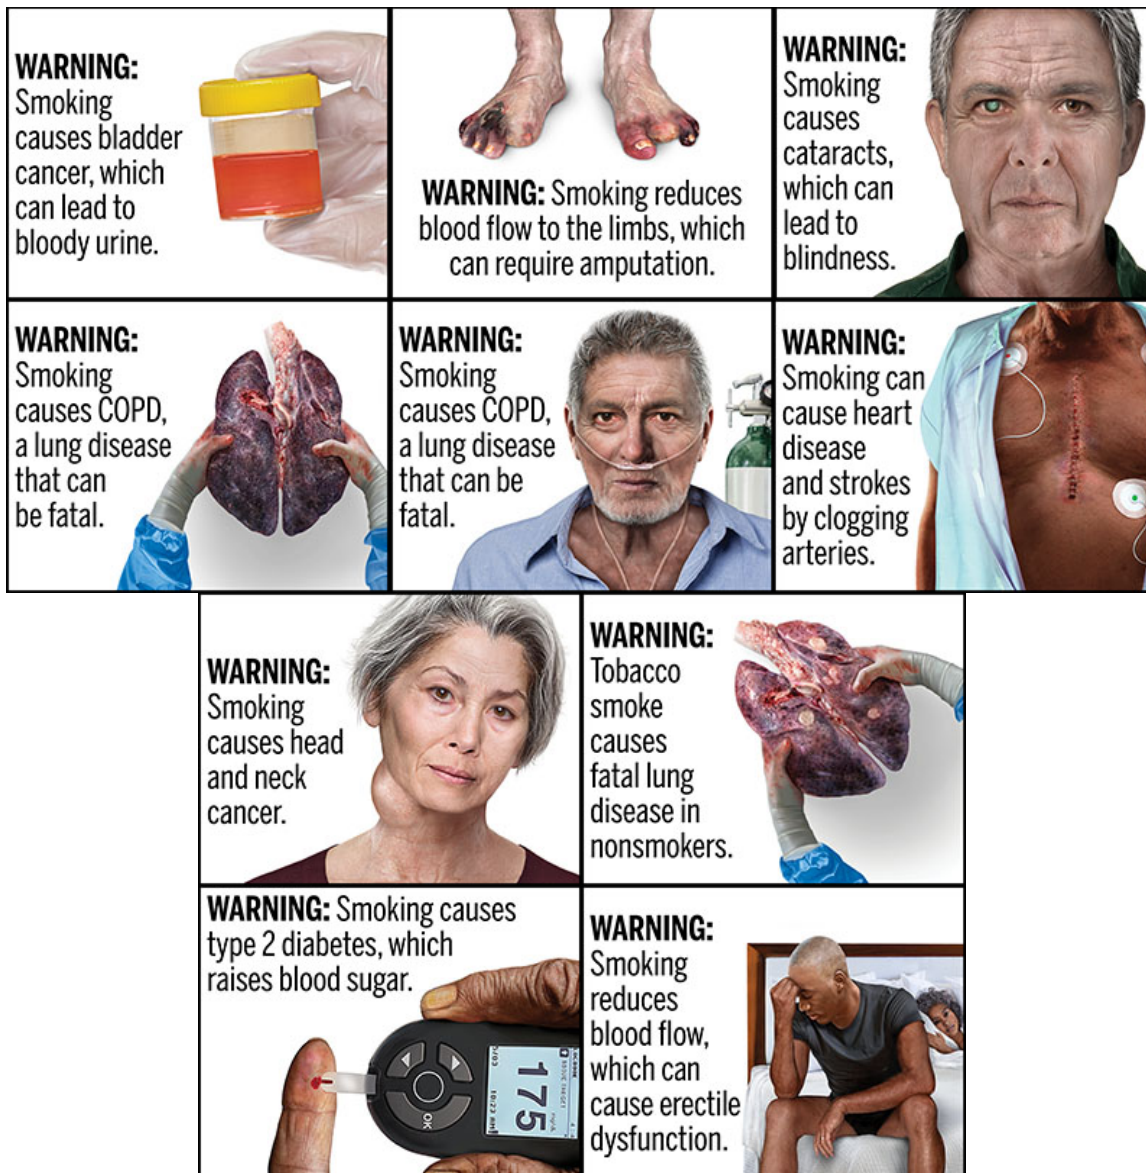 WARNING:
Smoking
causes bladder
cancer, which
can lead to
bloody urine.
WARNING: Smoking reduces
blood flow to the limbs, which
can require amputation.
WARNING:
Smoking
causes
cataracts,
which can
lead to
blindness.
WARNING:
Smoking
causes COPD,
a lung disease
that can
be fatal.
WARNING:
Smoking
causes COPD,
a lung disease
that can be
fatal.
WARNING:
Smoking can
cause heart
disease
and strokes
by clogging
arteries.
WARNING:
Smoking
causes head
and neck
cancer.
WARNING:
Tobacco
smoke
causes
fatal lung
disease in
nonsmokers.
WARNING: Smoking causes
type 2 diabetes, which
raises blood sugar.
175
OK
WARNING:
Smoking
reduces
blood flow,
which can
cause erectile
dysfunction.